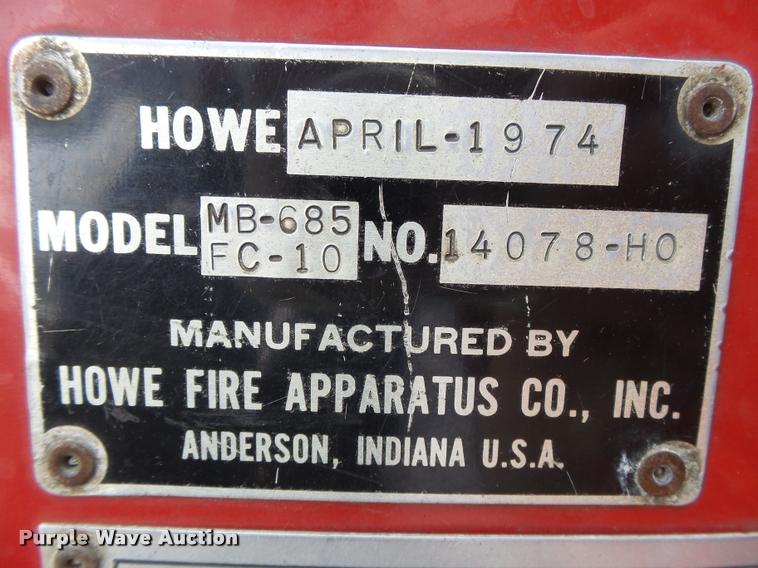 HOWE APRIL-1974
MODEL MB-685 FC-10 NO. 14078-HO
MANUFACTURED BY
HOWE FIRE APPARATUS CO., INC.
ANDERSON, INDIANA U.S.A.
Purple Wave Auction